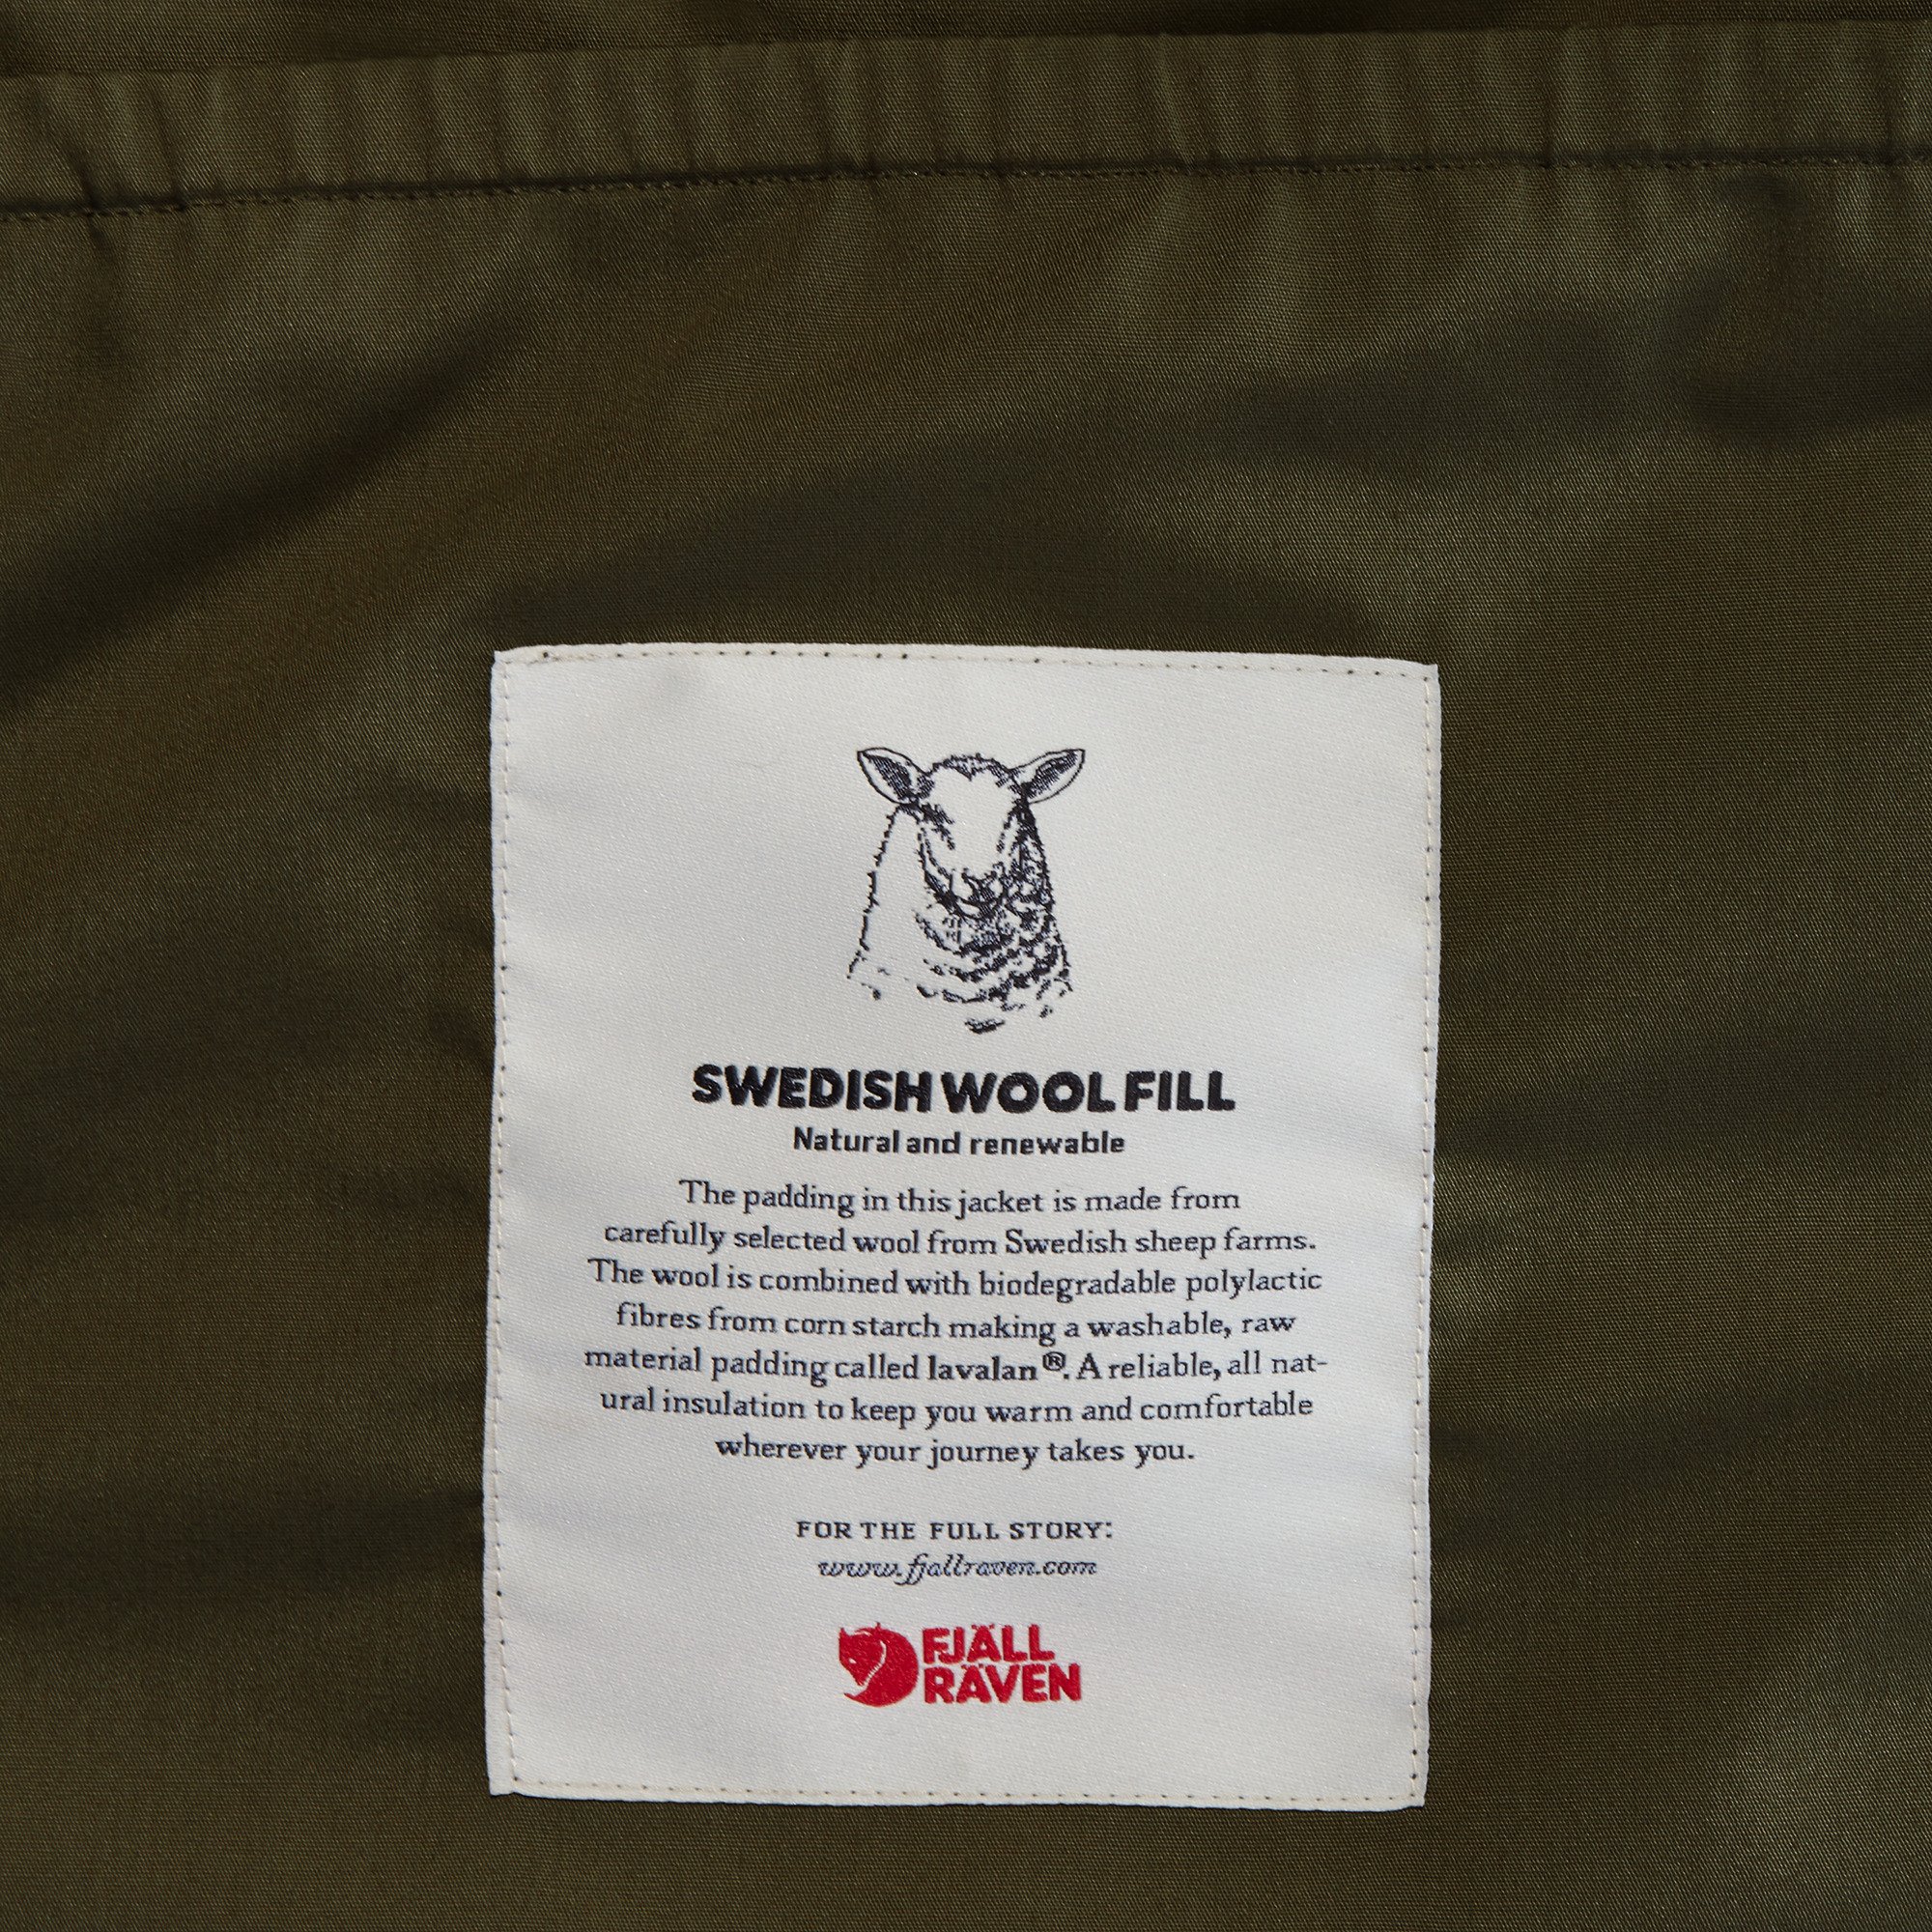 SWEDISH WOOL FILL
Natural and renewable
The padding in this jacket is made from
carefully selected wool from Swedish sheep farms.
The wool is combined with biodegradable polylactic
fibres from corn starch making a washable, raw
material padding called lavalan®. A reliable, all nat-
ural insulation to keep you warm and comfortable
wherever your journey takes you.
FOR THE FULL STORY:
www.fjallraven.com
FJÄLL
RÄVEN